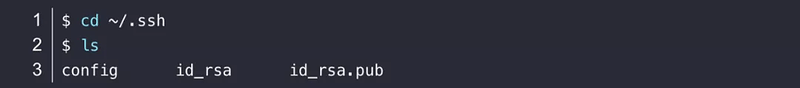 1 $ cd ~/.ssh
2 $ ls
3 config id_rsa id_rsa.pub